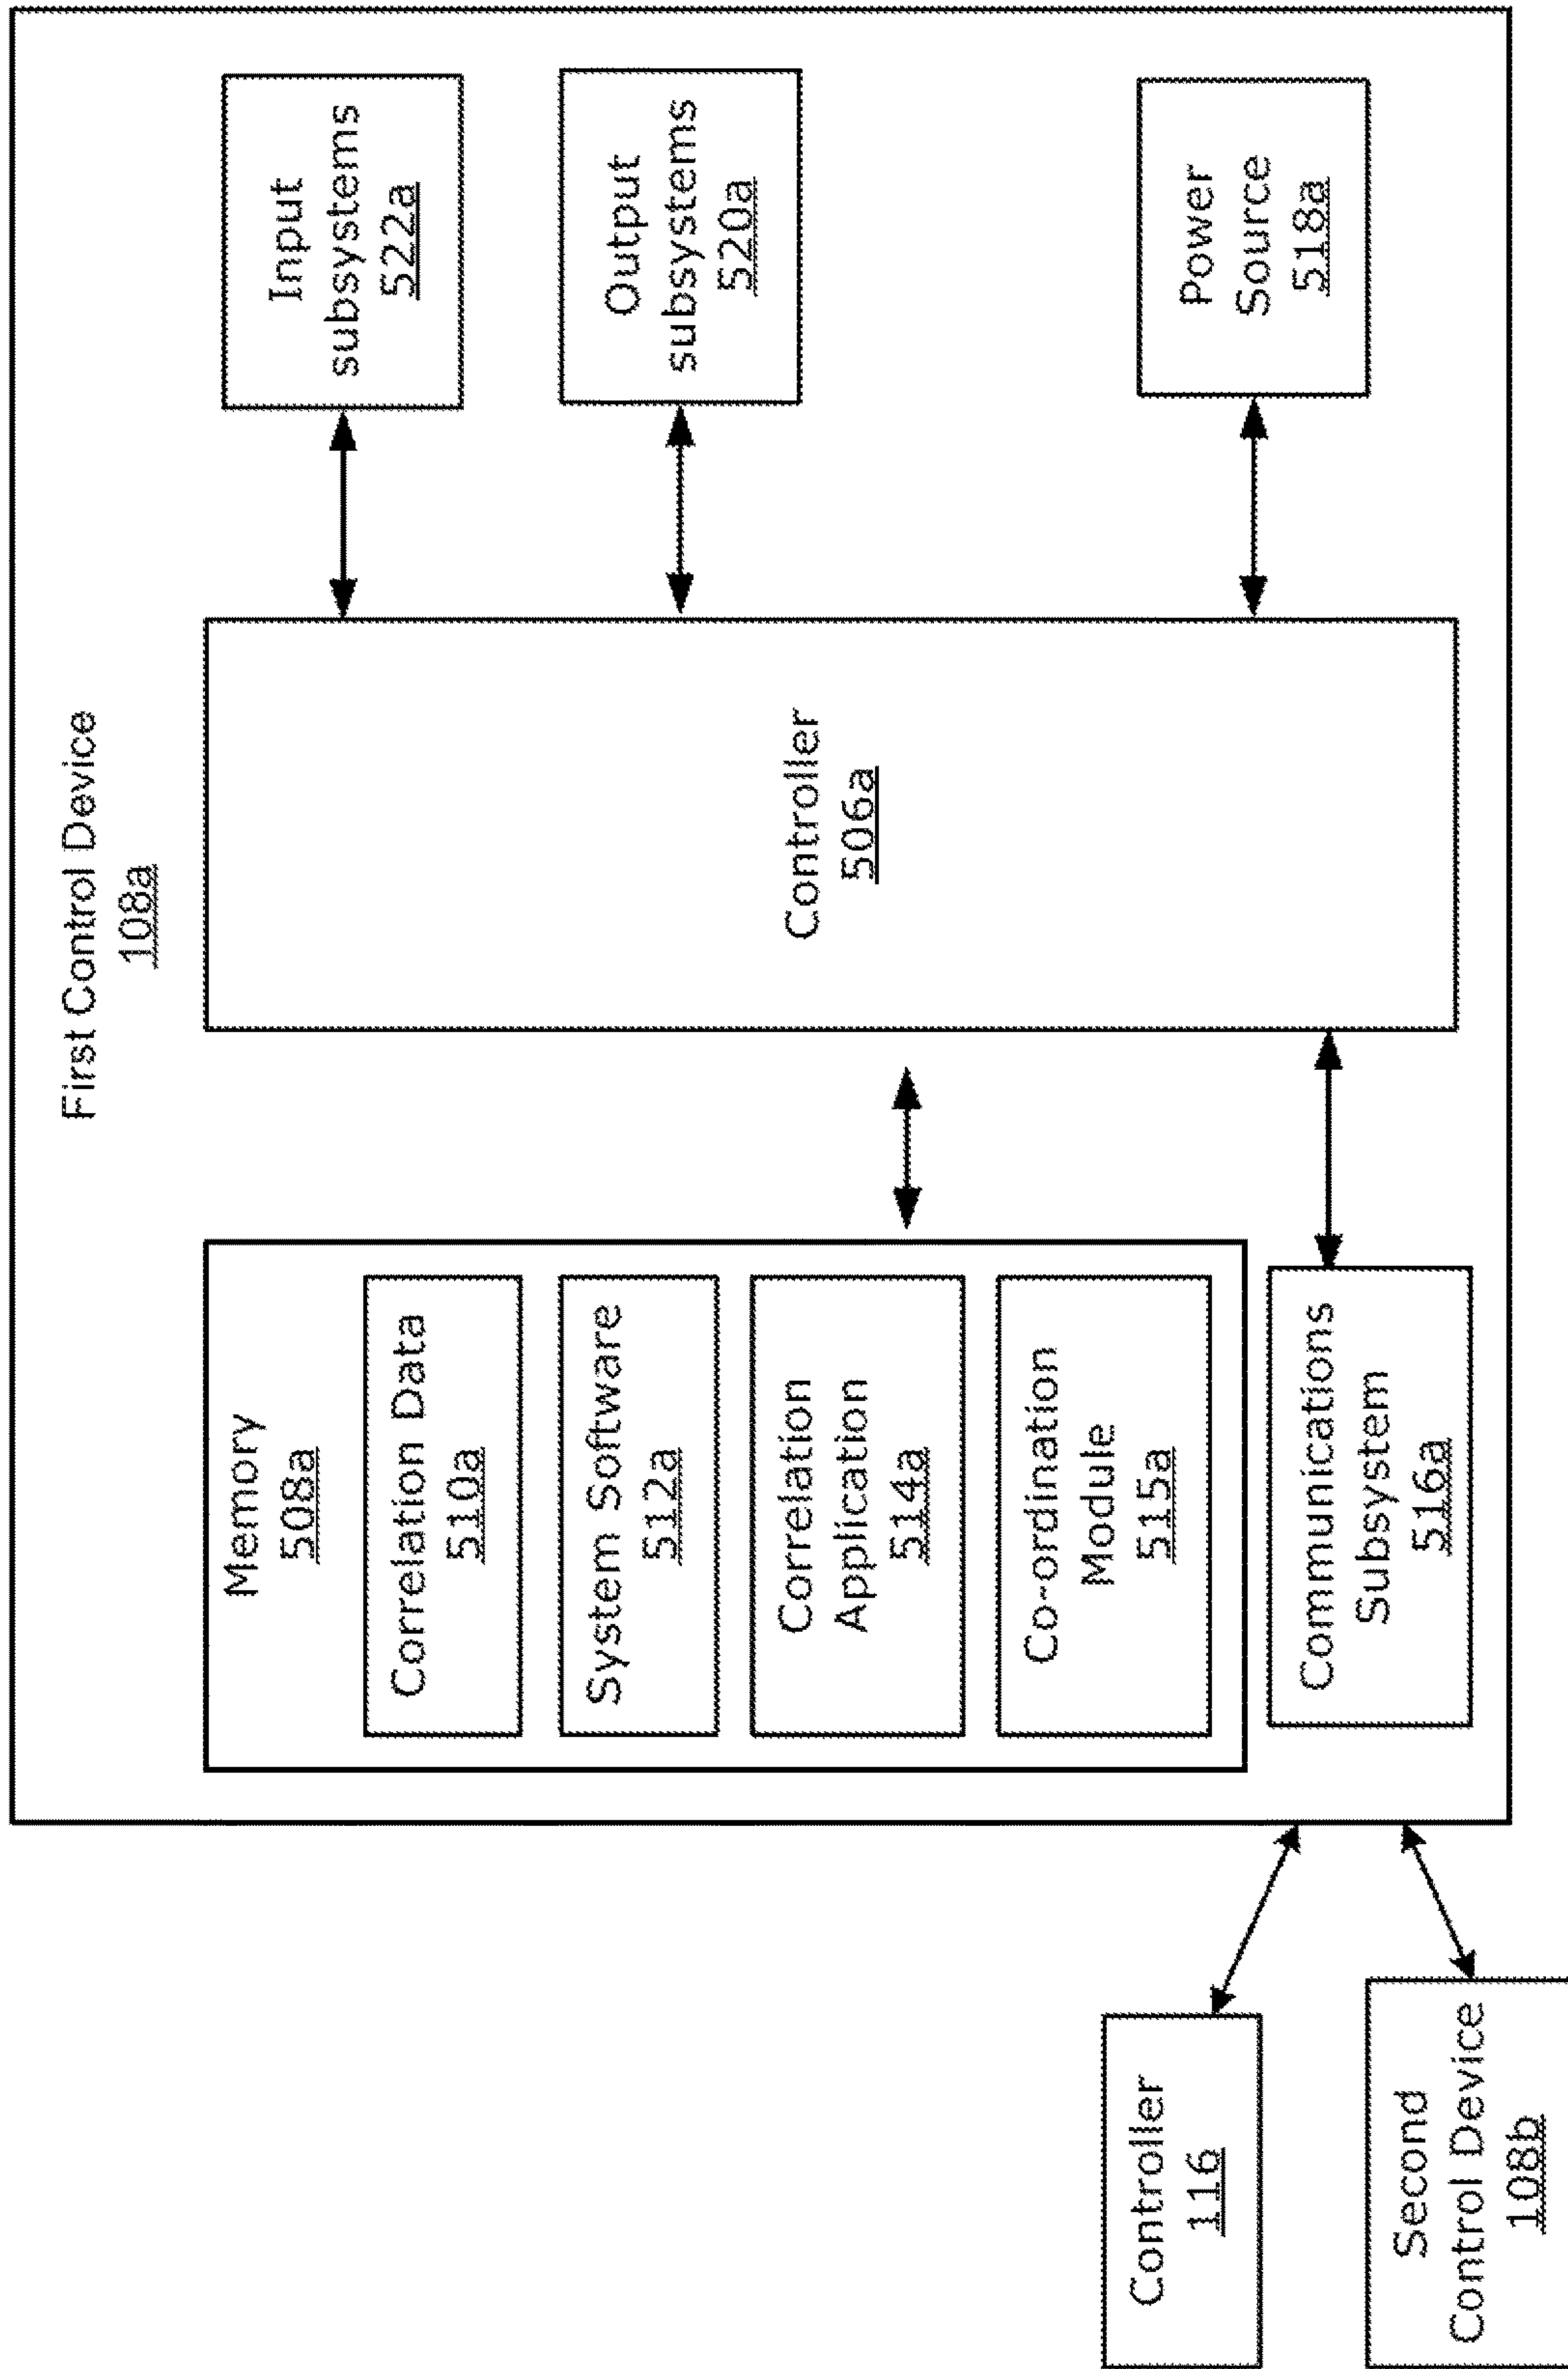 First Control Device
108a
Memory
508a
Correlation Data
510a
System Software
512a
Correlation
Application
514a
Co-ordination
Module
515a
Communications
Subsystem
516a
Controller
506a
Input
subsystems
522a
Output
subsystems
520a
Power
Source
518a
Controller
116
Second
Control Device
108b